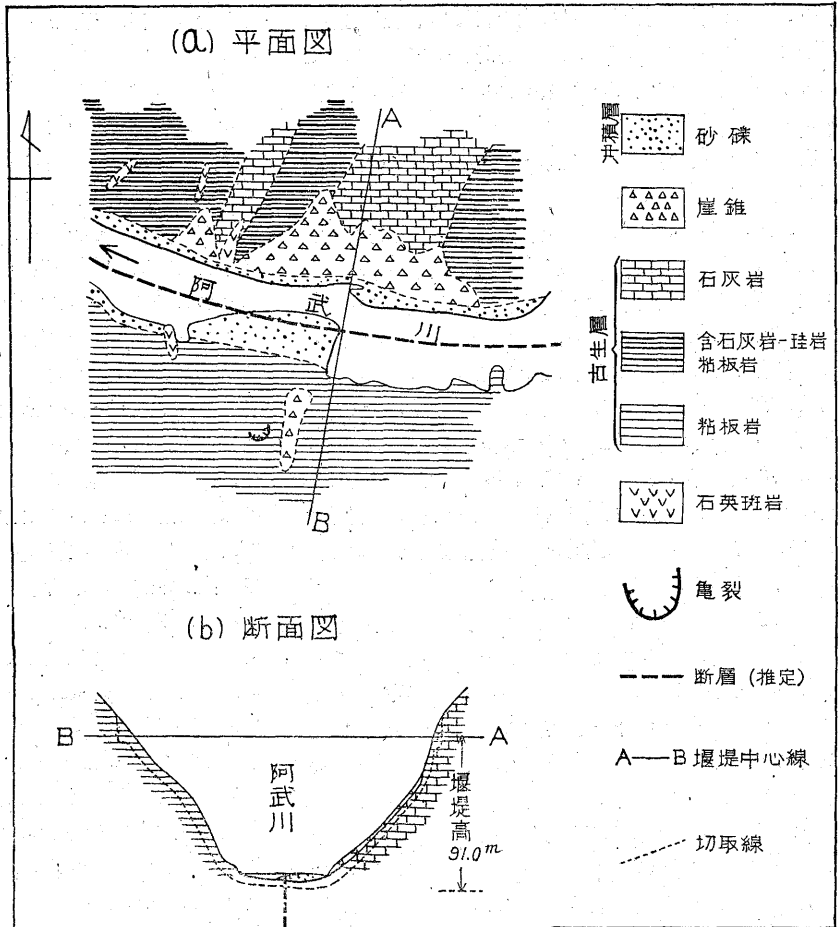 (a) 平面図
A
阿武川
B
沖積層
砂礫
崖錐
古生層
石灰岩
含石灰岩-珪岩
粘板岩
粘板岩
石英斑岩
亀裂
断層 (推定)
A——B 堰堤中心線
切取線
(b) 断面図
B
A
阿武川
堰堤高
91.0m